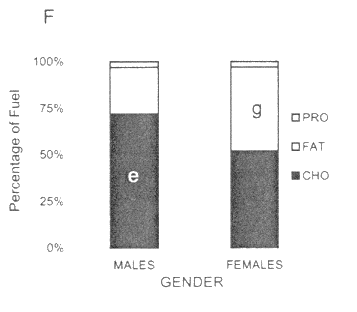 F
Percentage of Fuel
100%
75%
50%
25%
0%
e
g
PRO
FAT
CHO
MALES FEMALES
GENDER